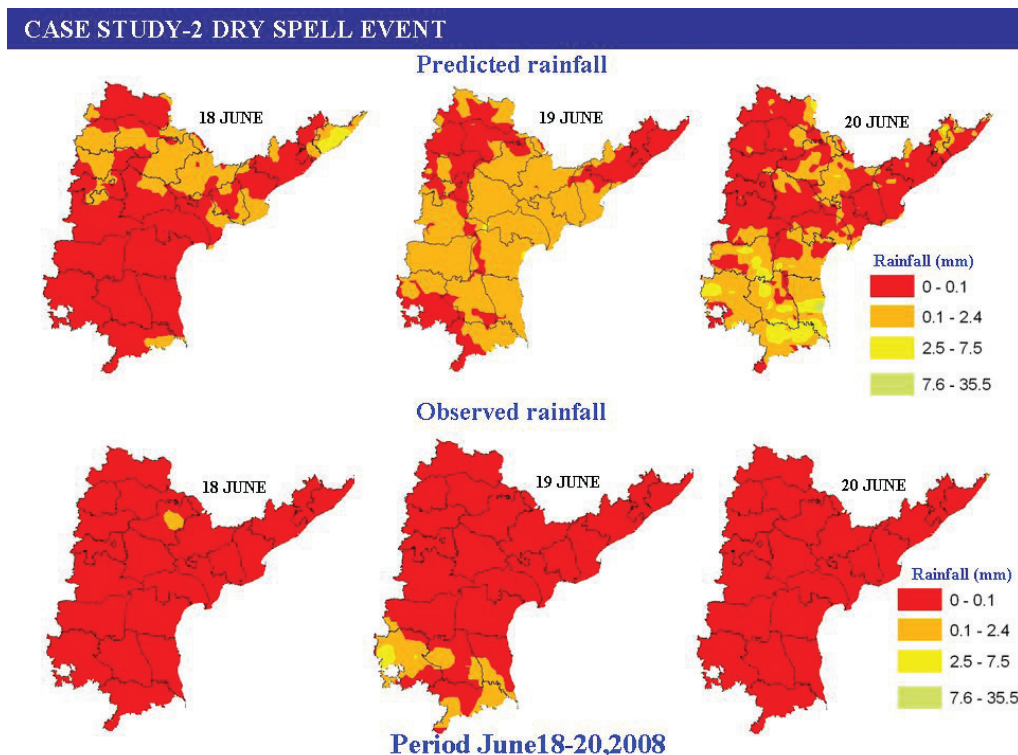 CASE STUDY-2 DRY SPELL EVENT
Predicted rainfall
18 JUNE
19 JUNE
20 JUNE
Rainfall (mm)
0 - 0.1
0.1 - 2.4
2.5 - 7.5
7.6 - 35.5
Observed rainfall
18 JUNE
19 JUNE
20 JUNE
Rainfall (mm)
0 - 0.1
0.1 - 2.4
2.5 - 7.5
7.6 - 35.5
Period June18-20,2008